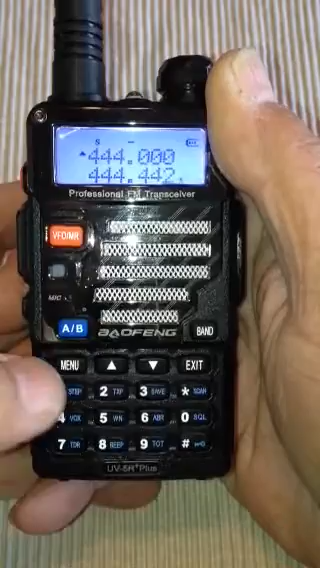 S -
444.000
444.442
Professional FM Transceiver
VFO/MR
A/B
BAOFENG
BAND
MENU ▲ ▼ EXIT
STEP 2 TXP 3 SAVE * SCAN
4 VOX 5 WN 6 ABR 0 SQL
7 TDR 8 BEEP 9 TOT #
UV-5R+Plus